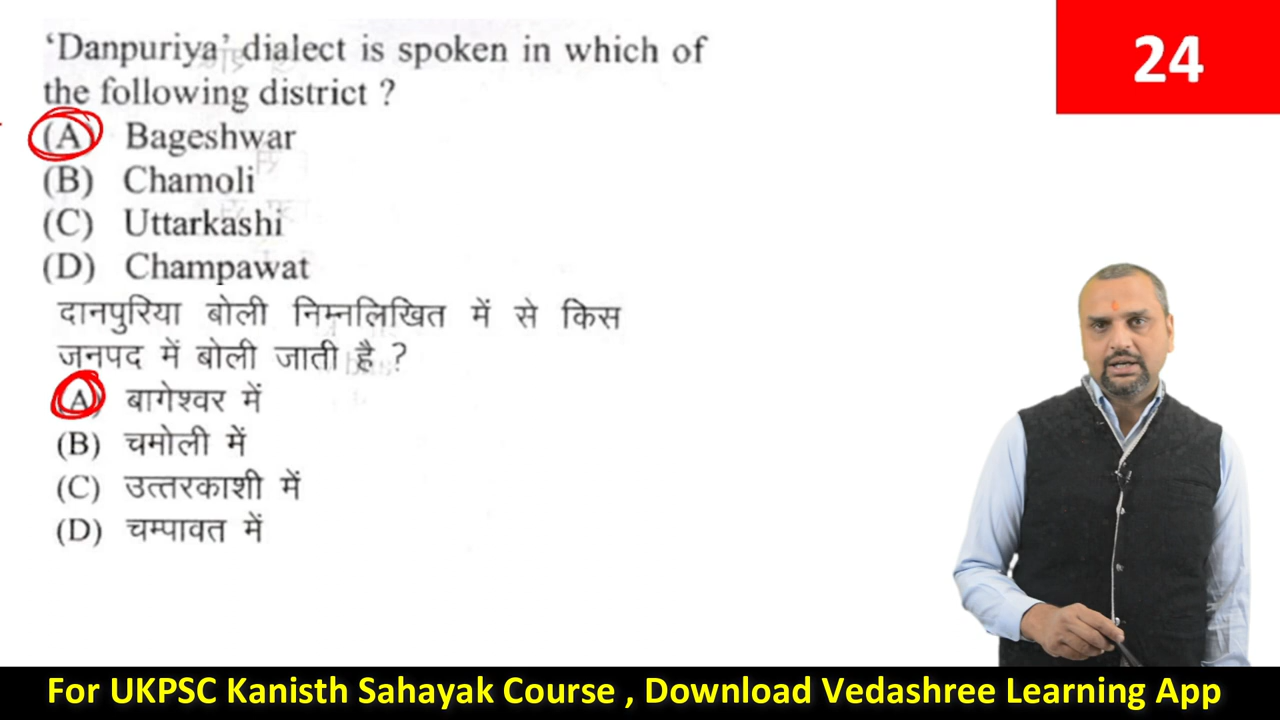 'Danpuriya' dialect is spoken in which of
the following district ?
(A) Bageshwar
(B) Chamoli
(C) Uttarkashi
(D) Champawat
दानपुरिया बोली निम्नलिखित में से किस
जनपद में बोली जाती है ?
(A) बागेश्वर में
(B) चमोली में
(C) उत्तरकाशी में
(D) चम्पावत में
24
For UKPSC Kanisth Sahayak Course , Download Vedashree Learning App